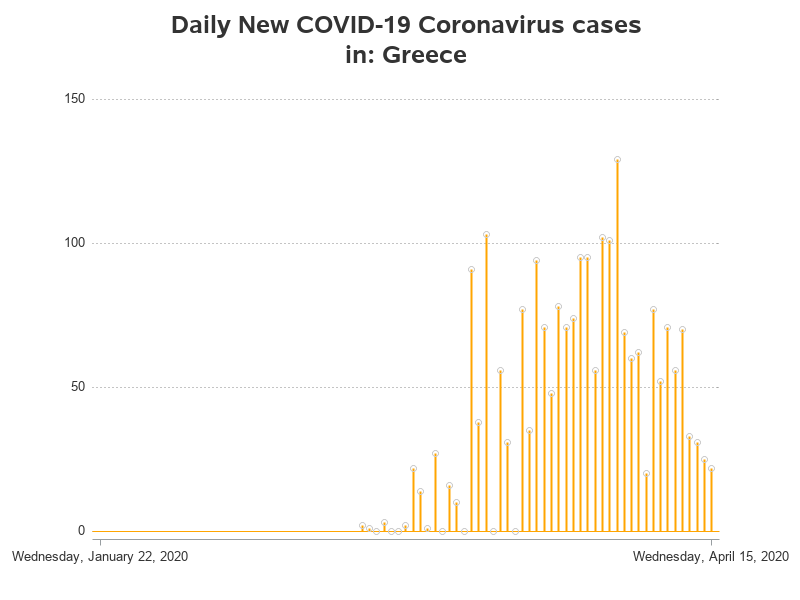 Daily New COVID-19 Coronavirus cases
in: Greece
150
100
50
0
Wednesday, January 22, 2020
Wednesday, April 15, 2020